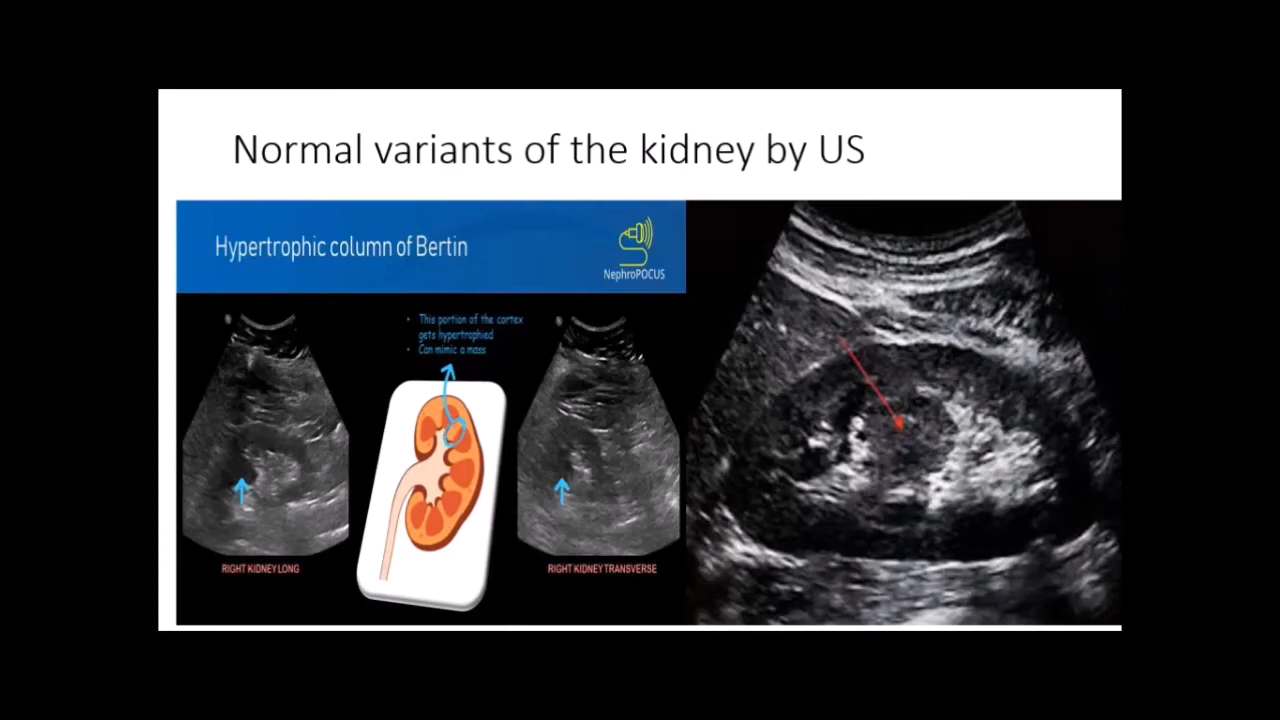 Normal variants of the kidney by US
Hypertrophic column of Bertin
NephroPOCUS
• This portion of the cortex
gets hypertrophied
• Can mimic a mass
RIGHT KIDNEY LONG
RIGHT KIDNEY TRANSVERSE